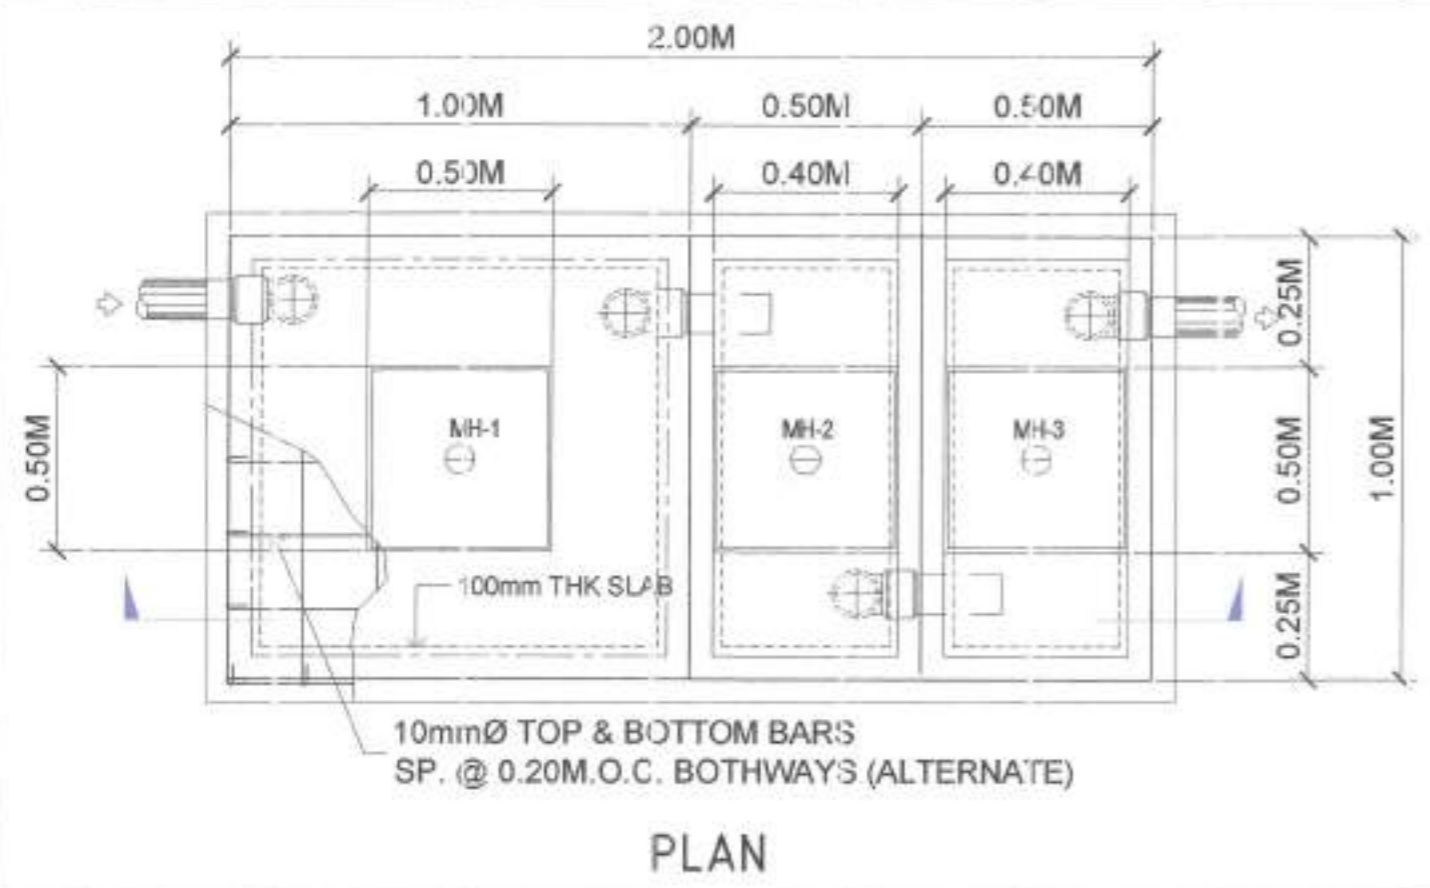 2.00M
1.00M 0.50M 0.50M
0.50M 0.40M 0.40M
0.25M
0.50M
MH-1 MH-2 MH-3
0.50M
1.00M
100mm THK SLAB
0.25M
10mmØ TOP & BOTTOM BARS
SP. @ 0.20M.O.C. BOTHWAYS (ALTERNATE)
PLAN